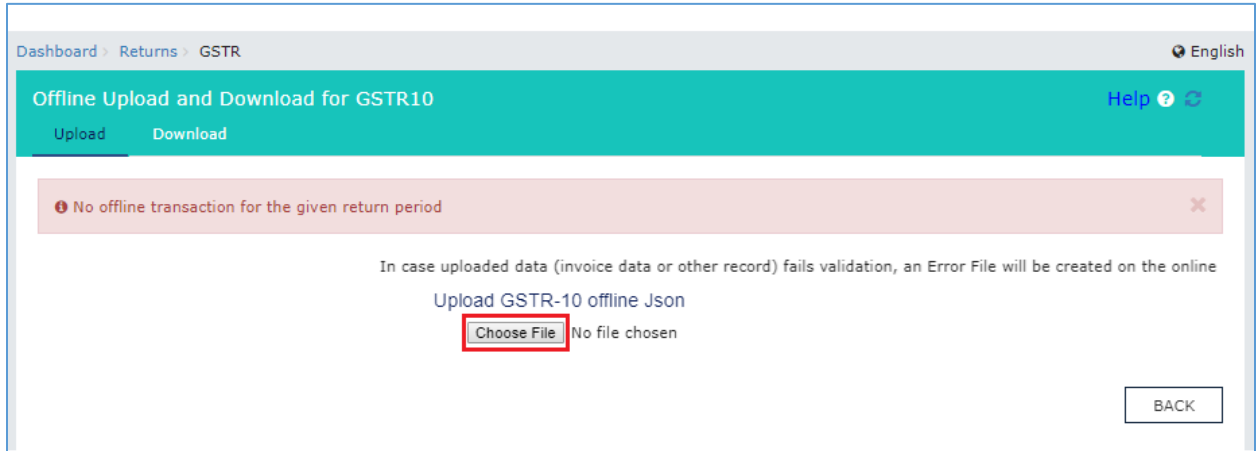 Dashboard > Returns > GSTR English
Offline Upload and Download for GSTR10 Help ?
Upload Download
No offline transaction for the given return period ×
In case uploaded data (invoice data or other record) fails validation, an Error File will be created on the online
Upload GSTR-10 offline Json
Choose File No file chosen
BACK